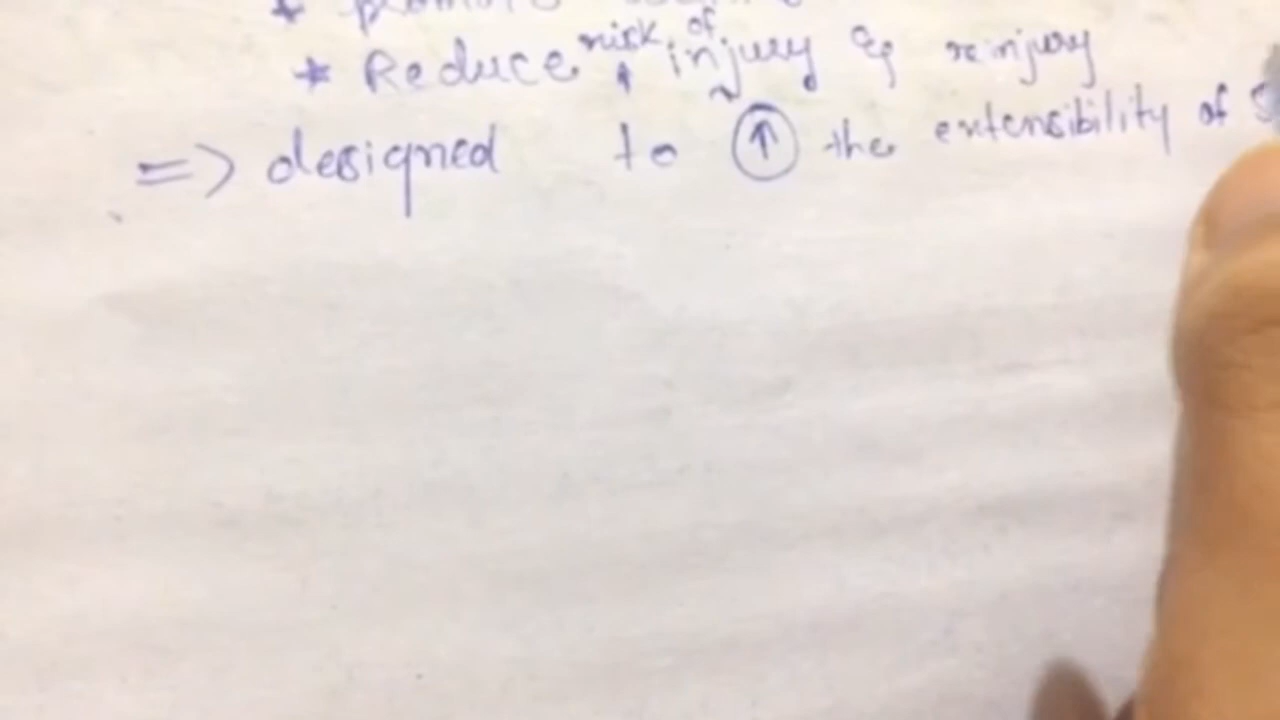 * Reduce risk of injury & reinjury
=> designed to ↑ the extensibility of